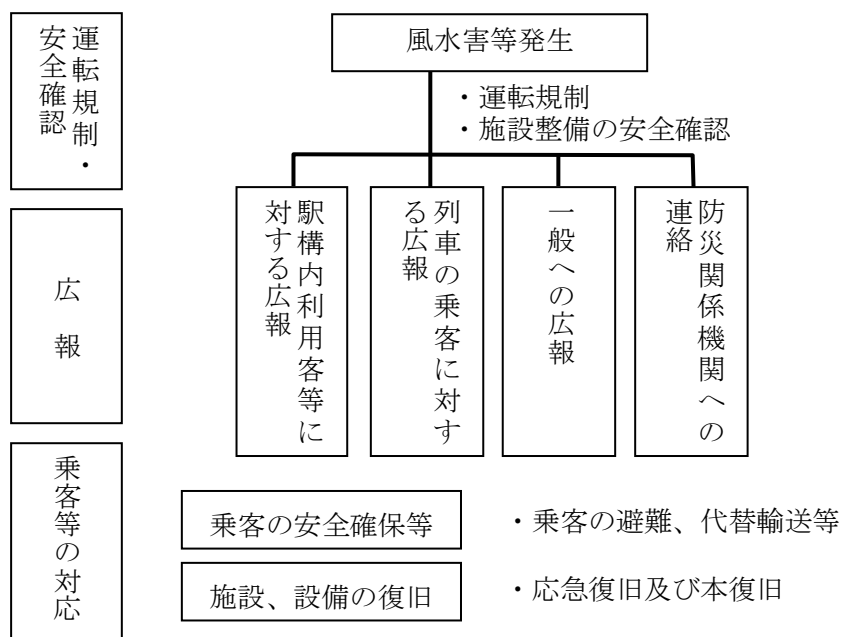 運転規制・
安全確認
風水害等発生
・運転規制
・施設整備の安全確認
広報
駅構内利用客等に
対する広報
列車の乗客に対す
る広報
一般への広報
防災関係機関への
連絡
乗客等の対応
乗客の安全確保等
・乗客の避難、代替輸送等
施設、設備の復旧
・応急復旧及び本復旧